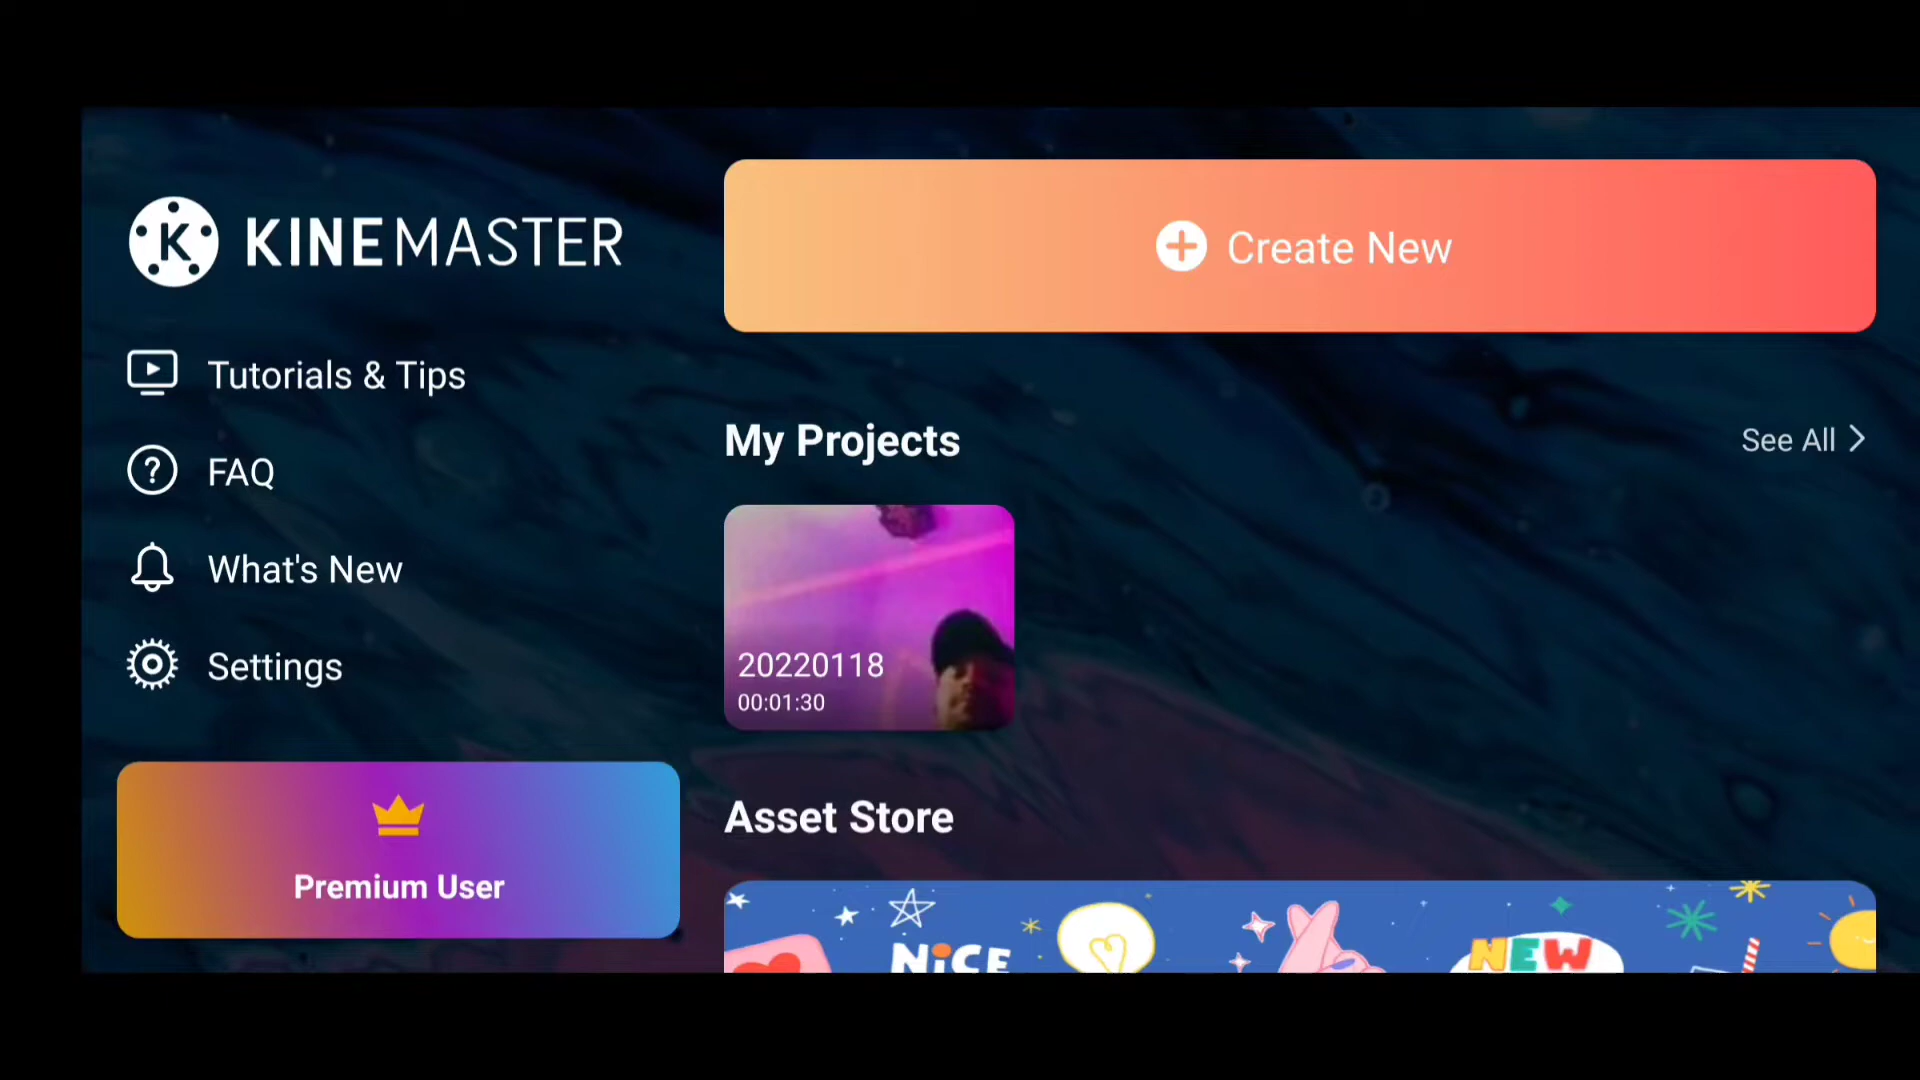 KINEMASTER
Tutorials & Tips
FAQ
What's New
Settings
Premium User
Create New
My Projects
See All
20220118
00:01:30
Asset Store
NiCE
NEW